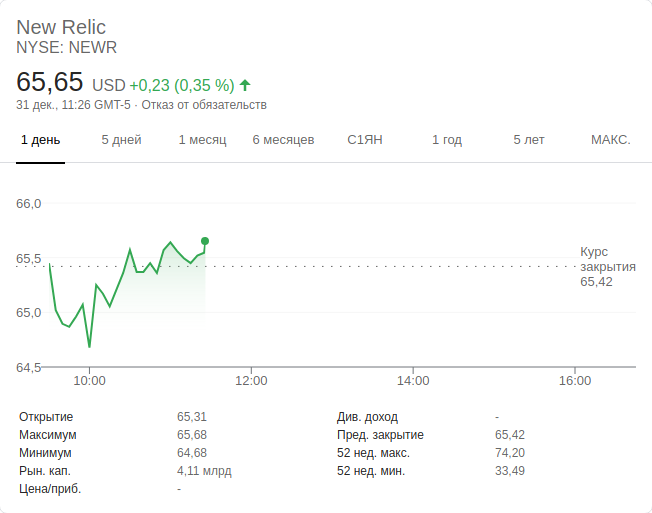 New Relic
NYSE: NEWR
65,65 USD +0,23 (0,35 %)
31 дек., 11:26 GMT-5 · Отказ от обязательств
1 день 5 дней 1 месяц 6 месяцев С1ЯН 1 год 5 лет МАКС.
66,0
65,5
65,0
64,5
Курс
закрытия
65,42
10:00 12:00 14:00 16:00
Открытие 65,31 Див. доход -
Максимум 65,68 Пред. закрытие 65,42
Минимум 64,68 52 нед. макс. 74,20
Рын. кап. 4,11 млрд 52 нед. мин. 33,49
Цена/приб. -